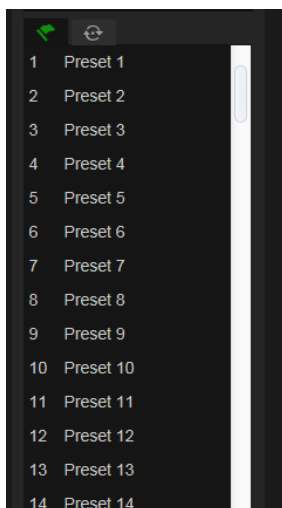 1 Preset 1
2 Preset 2
3 Preset 3
4 Preset 4
5 Preset 5
6 Preset 6
7 Preset 7
8 Preset 8
9 Preset 9
10 Preset 10
11 Preset 11
12 Preset 12
13 Preset 13
14 Preset 14